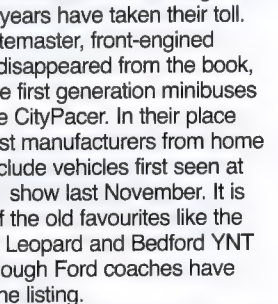 years have taken their toll.
temaster, front-engined
disappeared from the book,
e first generation minibuses
e CityPacer. In their place
st manufacturers from home
clude vehicles first seen at
show last November. It is
f the old favourites like the
Leopard and Bedford YNT
ough Ford coaches have
ne listing.